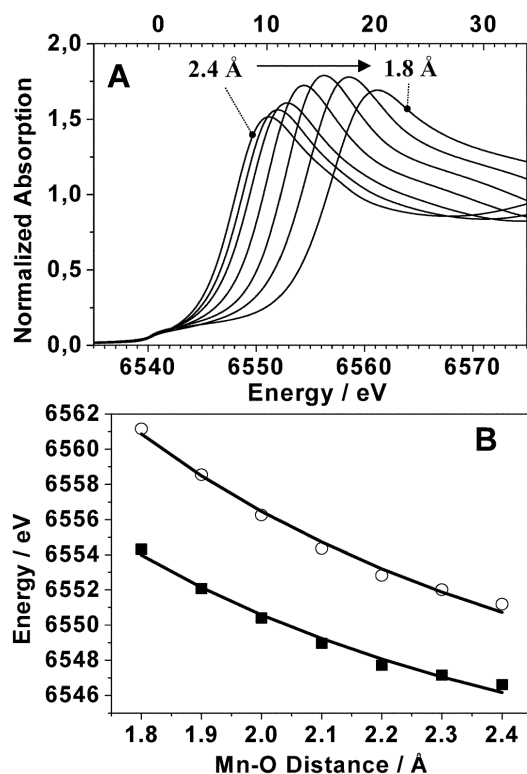 0 10 20 30
2,0
1,5
1,0
0,5
0,0
A
2.4 Å
1.8 Å
Normalized Absorption
6540 6550 6560 6570
Energy / eV
6562
6560
6558
6556
6554
6552
6550
6548
6546
B
Energy / eV
1.8 1.9 2.0 2.1 2.2 2.3 2.4
Mn-O Distance / Å